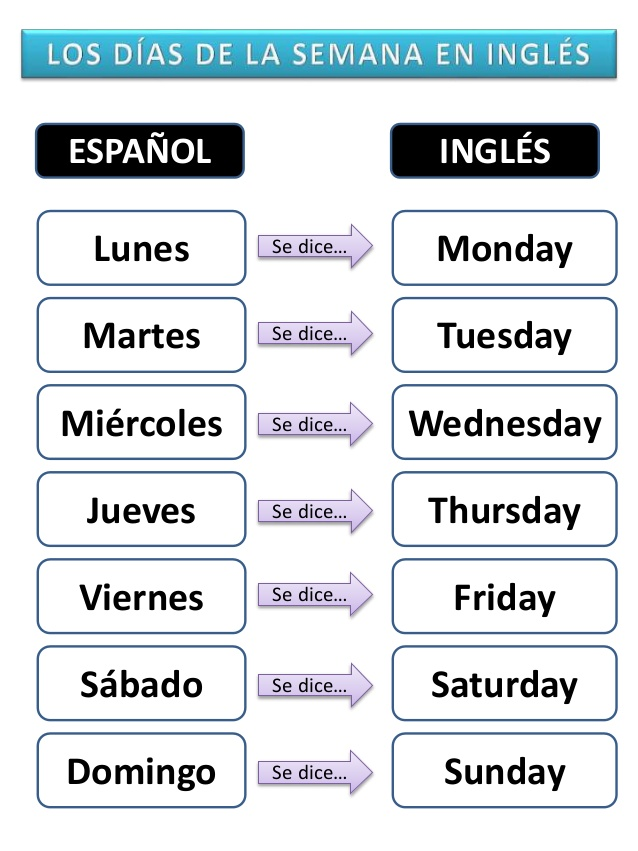 LOS DÍAS DE LA SEMANA EN INGLÉS
ESPAÑOL INGLÉS
Lunes Se dice... Monday
Martes Se dice... Tuesday
Miércoles Se dice... Wednesday
Jueves Se dice... Thursday
Viernes Se dice... Friday
Sábado Se dice... Saturday
Domingo Se dice... Sunday